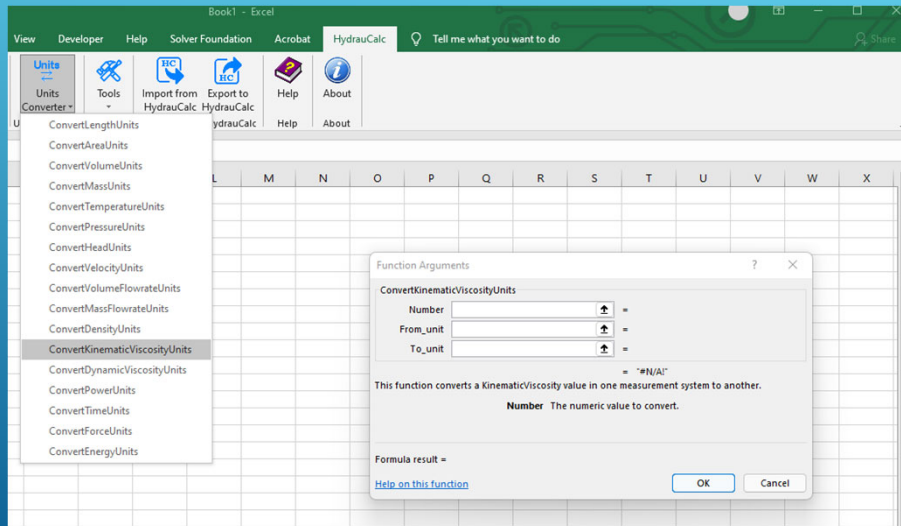 Book1 - Excel
Share
View Developer Help Solver Foundation Acrobat HydrauCalc Tell me what you want to do
Units
Units Converter
Tools
HC
Import from HydrauCalc
HC
Export to HydrauCalc
?
Help
i
About
U
ydrauCalc Help About
ConvertLengthUnits
ConvertAreaUnits
ConvertVolumeUnits
ConvertMassUnits
ConvertTemperatureUnits
ConvertPressureUnits
ConvertHeadUnits
ConvertVelocityUnits
ConvertVolumeFlowrateUnits
ConvertMassFlowrateUnits
ConvertDensityUnits
ConvertKinematicViscosityUnits
ConvertDynamicViscosityUnits
ConvertPowerUnits
ConvertTimeUnits
ConvertForceUnits
ConvertEnergyUnits
L M N O P Q R S T U V W X
Function Arguments ?
ConvertKinematicViscosityUnits
Number =
From_unit =
To_unit =
= "#N/A!"
This function converts a KinematicViscosity value in one measurement system to another.
Number The numeric value to convert.
Formula result =
Help on this function
OK Cancel